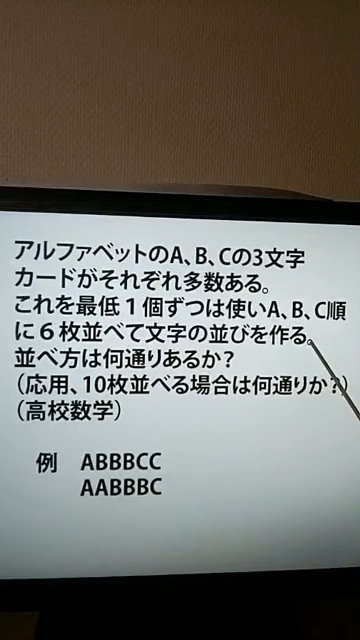 アルファベットのA、B、Cの3文字
カードがそれぞれ多数ある。
これを最低１個ずつは使いA、B、C順
に６枚並べて文字の並びを作る。
並べ方は何通りあるか？
（応用、10枚並べる場合は何通りか？）
（高校数学）
例 ABBBCC
AABBBC